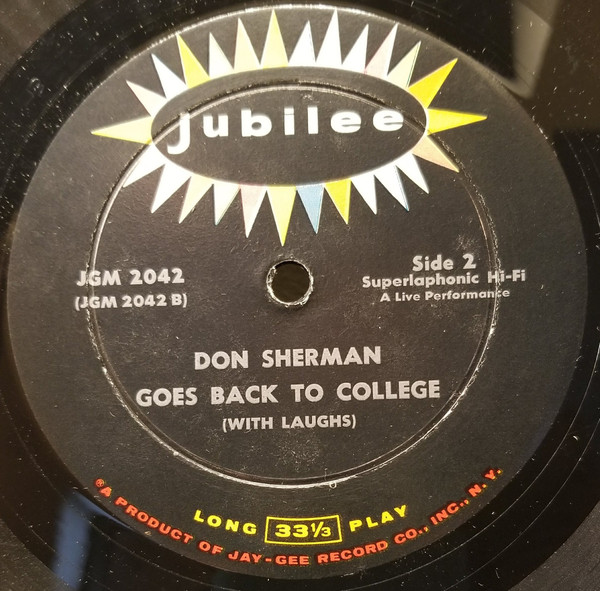 jubilee
JGM 2042
(JGM 2042 B)
Side 2
Superlaphonic Hi-Fi
A Live Performance
DON SHERMAN
GOES BACK TO COLLEGE
(WITH LAUGHS)
LONG 33⅓ PLAY
®A PRODUCT OF JAY-GEE RECORD CO., INC., N. Y.